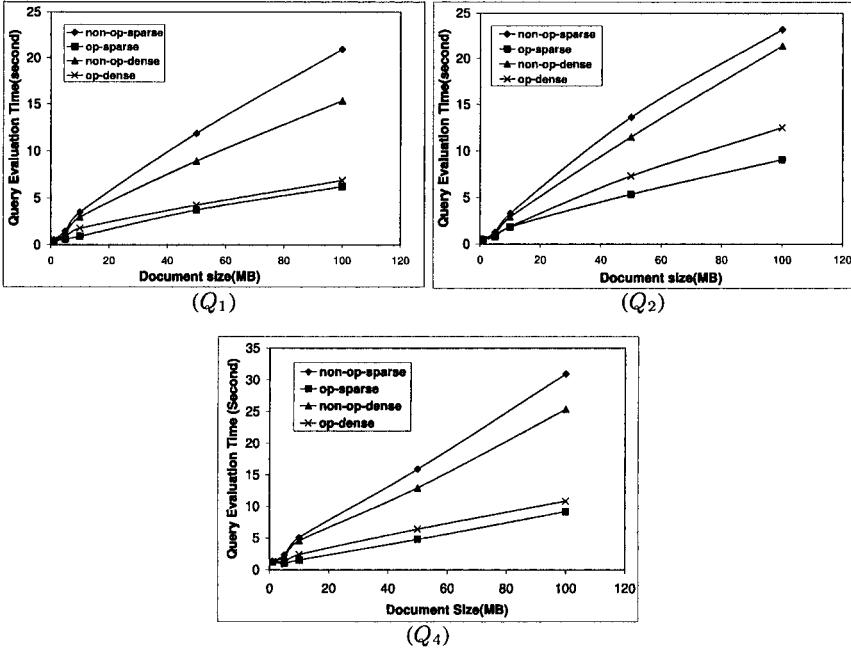 25
20
15
10
5
0
Query Evaluation Time(second)
non-op-sparse
op-sparse
non-op-dense
op-dense
0 20 40 60 80 100 120
Document size(MB)
(Q1)
25
20
15
10
5
0
Query Evaluation Time(second)
non-op-sparse
op-sparse
non-op-dense
op-dense
0 20 40 60 80 100 120
Document size(MB)
(Q2)
35
30
25
20
15
10
5
0
Query Evaluation Time (Second)
non-op-sparse
op-sparse
non-op-dense
op-dense
0 20 40 60 80 100 120
Document Size(MB)
(Q4)